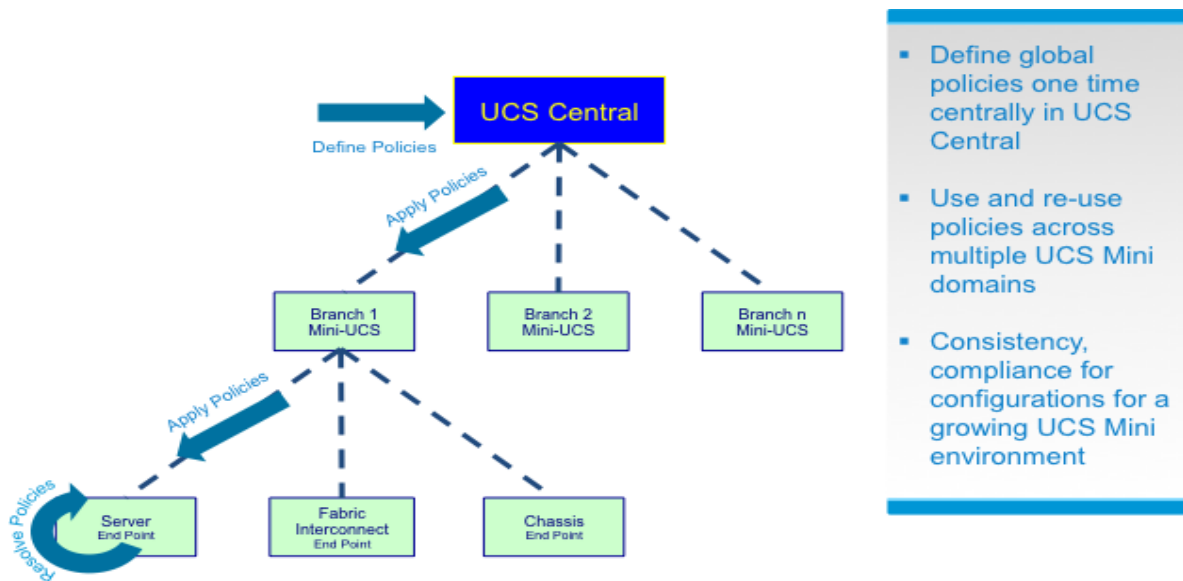 UCS Central
Define Policies
Apply Policies
Branch 1
Mini-UCS
Branch 2
Mini-UCS
Branch n
Mini-UCS
Apply Policies
Server
End Point
Fabric
Interconnect
End Point
Chassis
End Point
Resolve Policies
▪ Define global
policies one time
centrally in UCS
Central
▪ Use and re-use
policies across
multiple UCS Mini
domains
▪ Consistency,
compliance for
configurations for a
growing UCS Mini
environment